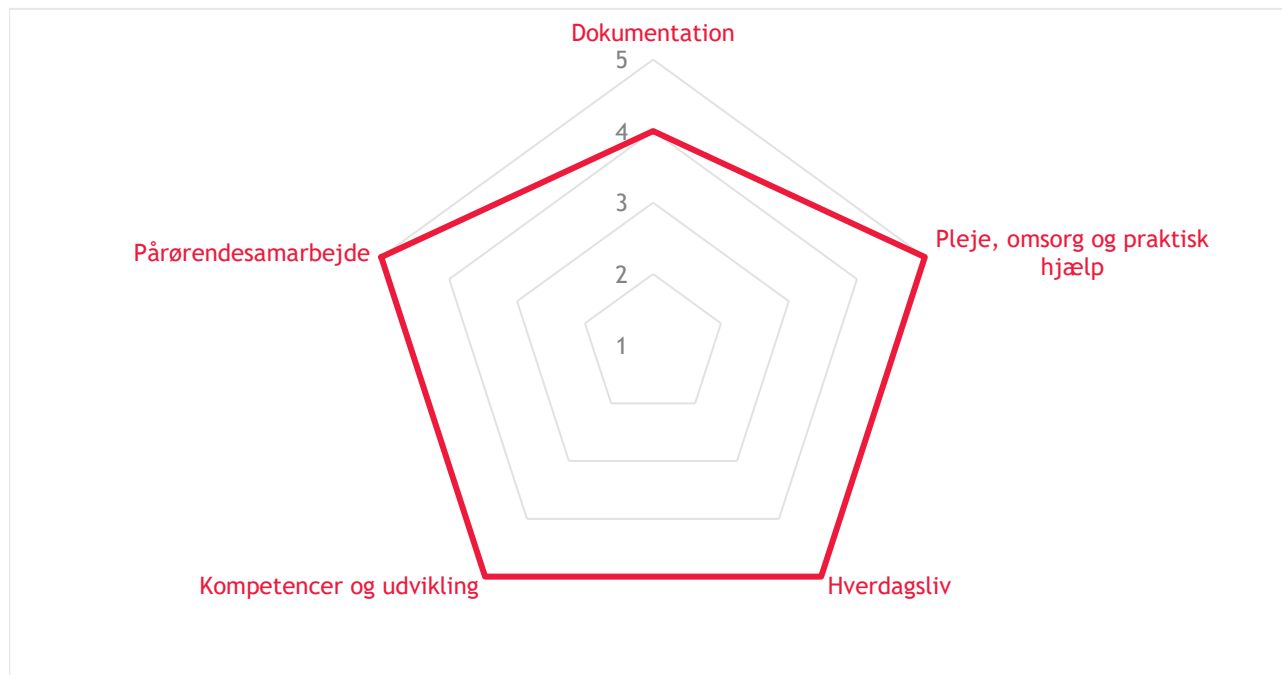 Dokumentation
5
4
3
2
1
Pleje, omsorg og praktisk
hjælp
Hverdagsliv
Kompetencer og udvikling
Pårørendesamarbejde